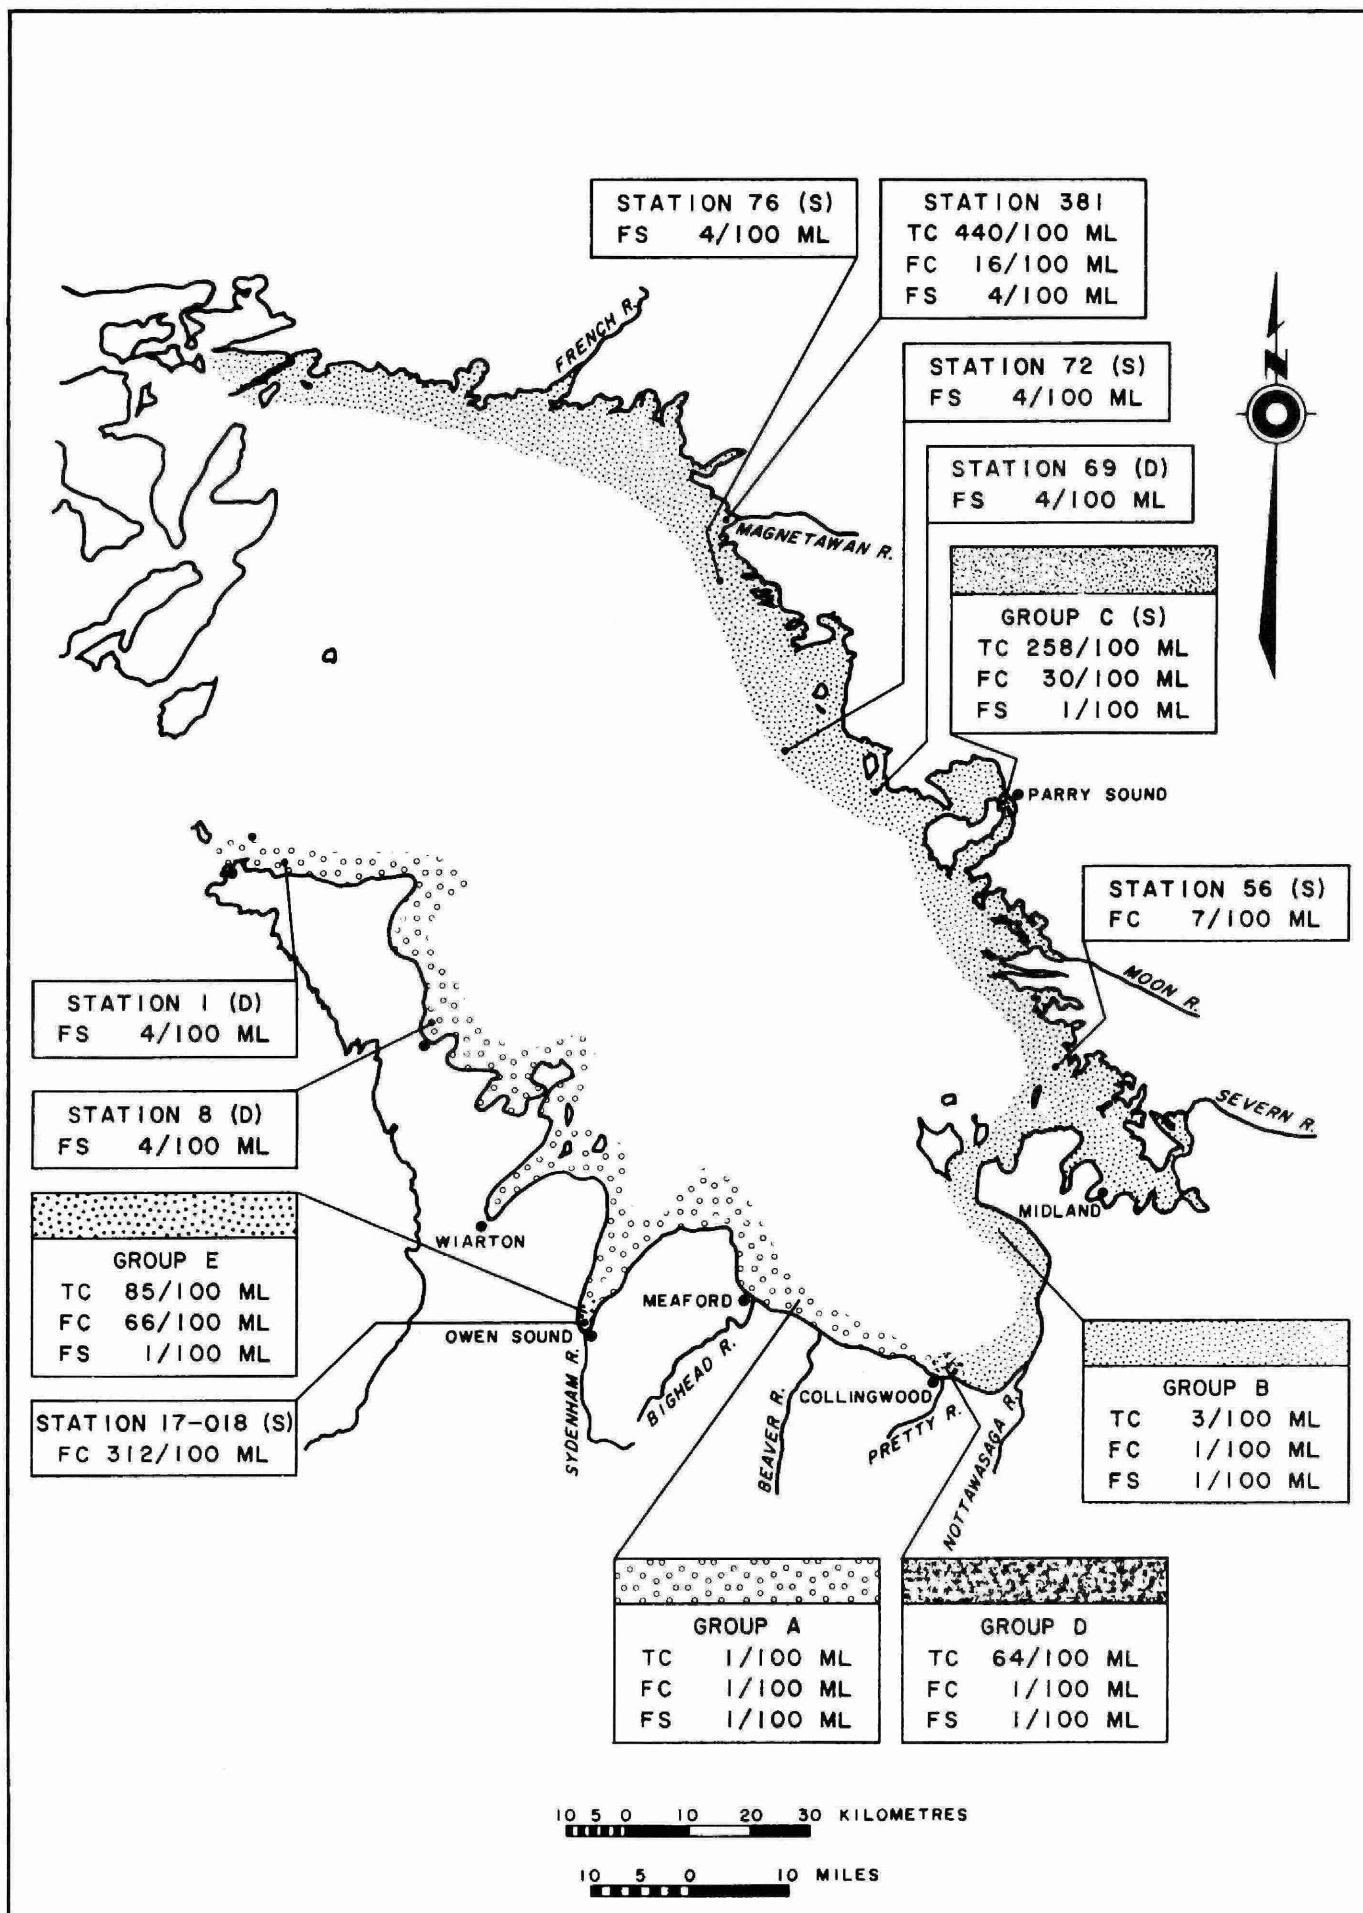 STATION 76 (S)
FS 4/100 ML
STATION 381
TC 440/100 ML
FC 16/100 ML
FS 4/100 ML
FRENCH R.
N
STATION 72 (S)
FS 4/100 ML
STATION 69 (D)
FS 4/100 ML
MAGNETAWAN R.
GROUP C (S)
TC 258/100 ML
FC 30/100 ML
FS 1/100 ML
PARRY SOUND
STATION 56 (S)
FC 7/100 ML
MOON R.
STATION 1 (D)
FS 4/100 ML
STATION 8 (D)
FS 4/100 ML
SEVERN R.
MIDLAND
WIARTON
GROUP E
TC 85/100 ML
FC 66/100 ML
FS 1/100 ML
MEAFORD
OWEN SOUND
SYDENHAM R.
BIGHEAD R.
BEAVER R.
COLLINGWOOD
PRETTY R.
NOTTAWASAGA R.
STATION 17-018 (S)
FC 312/100 ML
GROUP B
TC 3/100 ML
FC 1/100 ML
FS 1/100 ML
GROUP A
TC 1/100 ML
FC 1/100 ML
FS 1/100 ML
GROUP D
TC 64/100 ML
FC 1/100 ML
FS 1/100 ML
10 5 0 10 20 30 KILOMETRES
10 5 0 10 MILES